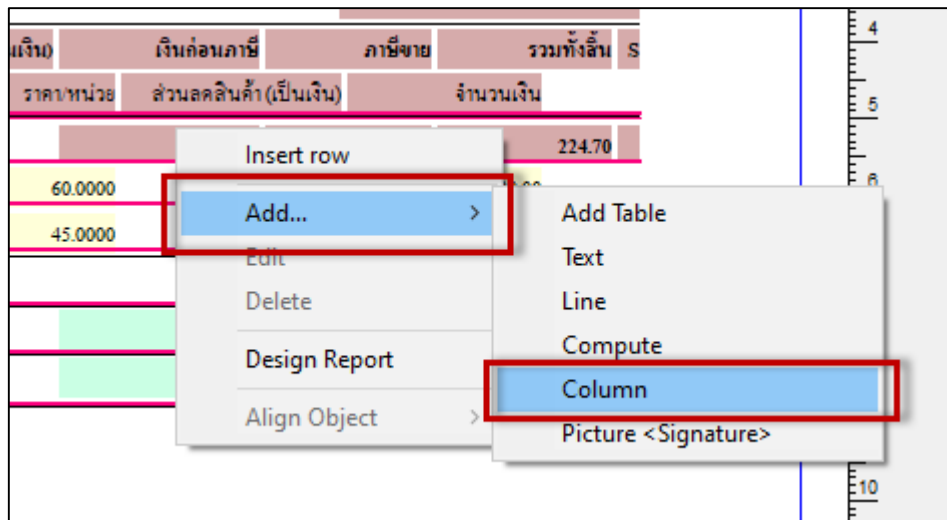 4
เงินก่อนภาษี ภาษีขาย รวมทั้งสิ้น S
ราคา/หน่วย ส่วนลดสินค้า (เป็นเงิน) จำนวนเงิน
5
224.70
Insert row
60.0000
6
Add... >
Add Table
45.0000
Edit
Text
Delete
Line
Design Report
Compute
Column
Align Object >
Picture <Signature>
10